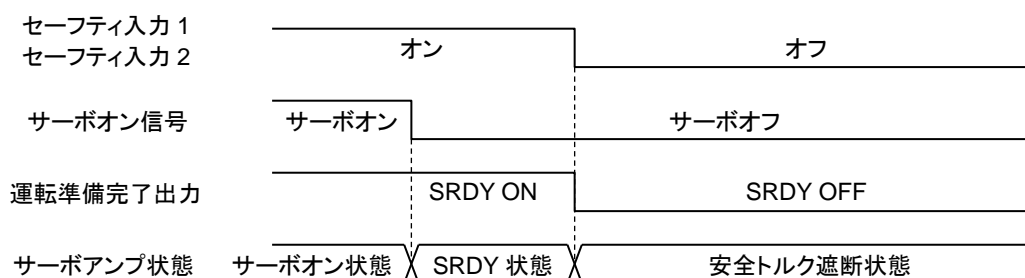 セーフティ入力 1
セーフティ入力 2
オン
オフ
サーボオン信号
サーボオン
サーボオフ
運転準備完了出力
SRDY ON
SRDY OFF
サーボアンプ状態
サーボオン状態
SRDY 状態
安全トルク遮断状態